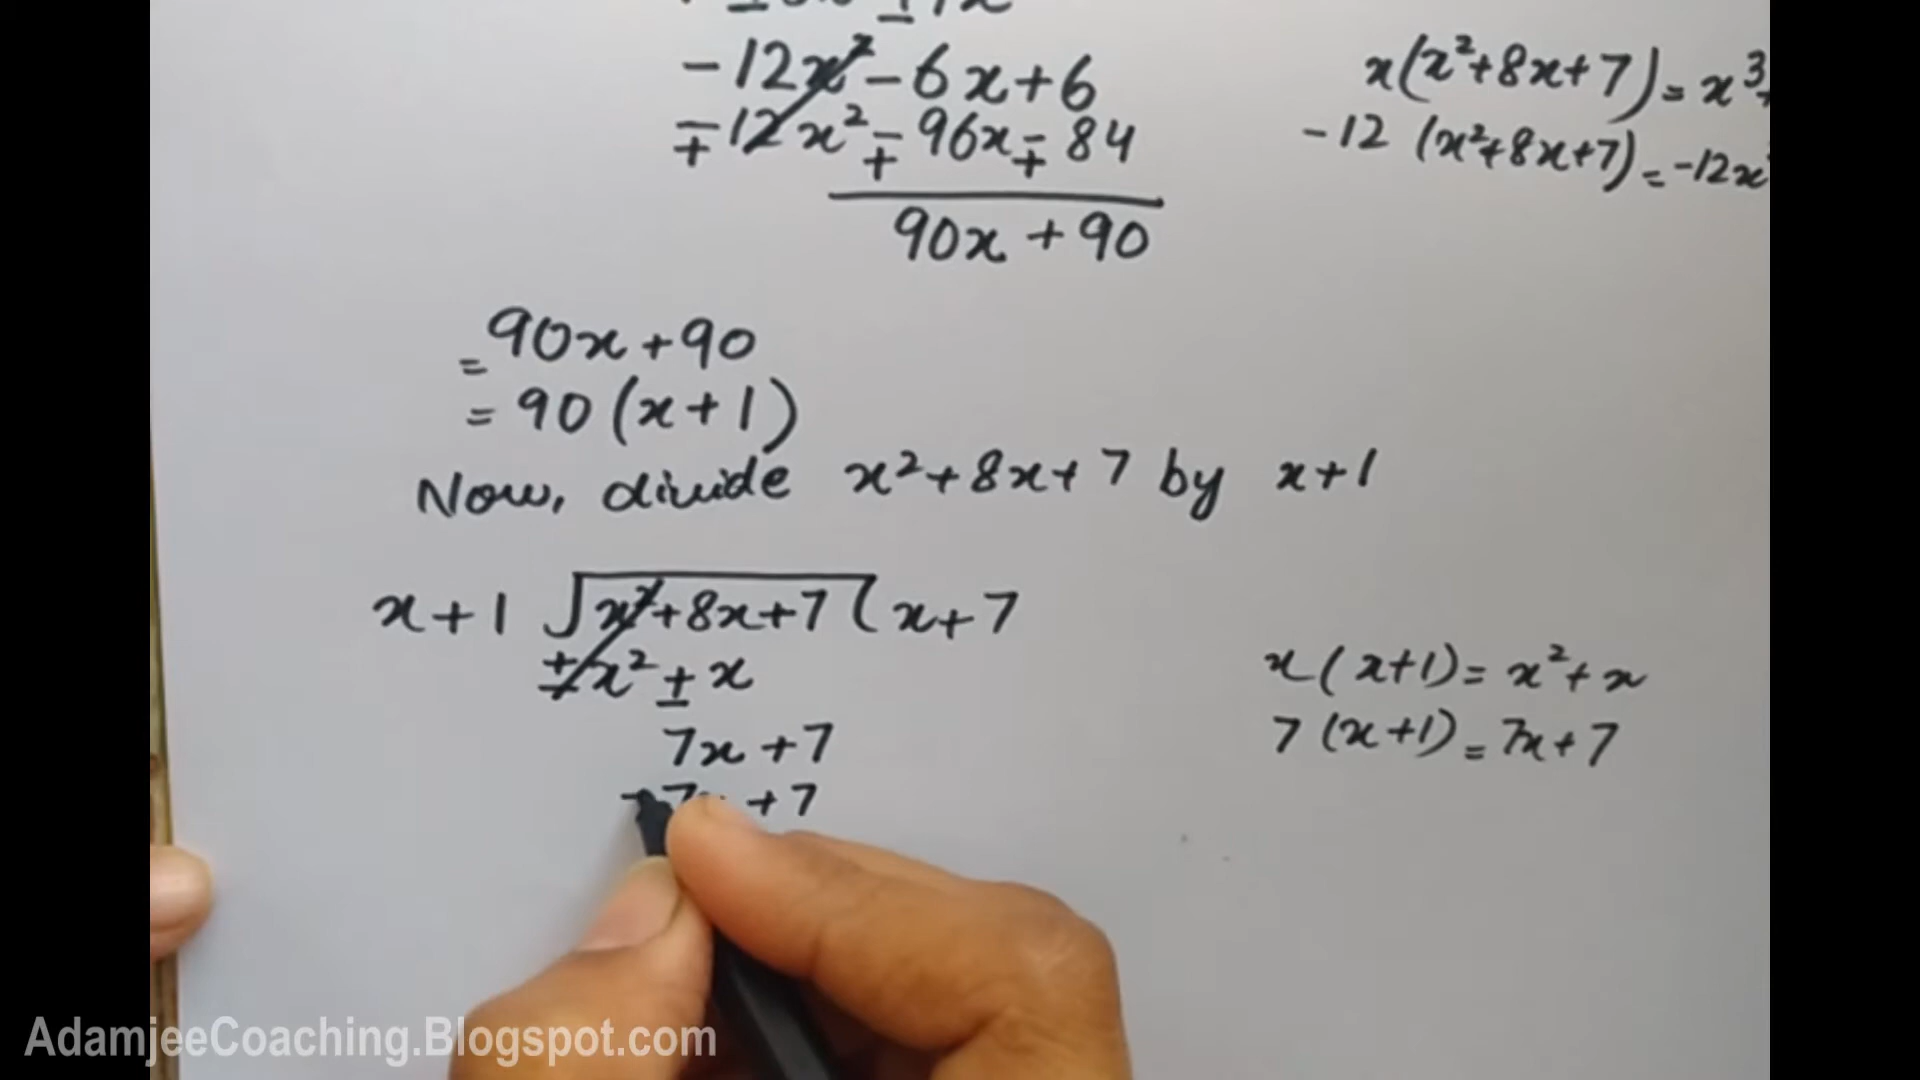 -12x² - 6x + 6
x(x²+8x+7) = x³+
∓12x² ∓ 96x ∓ 84
-12 (x²+8x+7) = -12x²
90x + 90
= 90x + 90
= 90 (x + 1)
Now, divide x² + 8x + 7 by x + 1
x + 1 √x² + 8x + 7 ( x + 7
± x² ± x
x (x+1) = x² + x
7x + 7
7 (x+1) = 7x + 7
7x + 7
AdamjeeCoaching.Blogspot.com